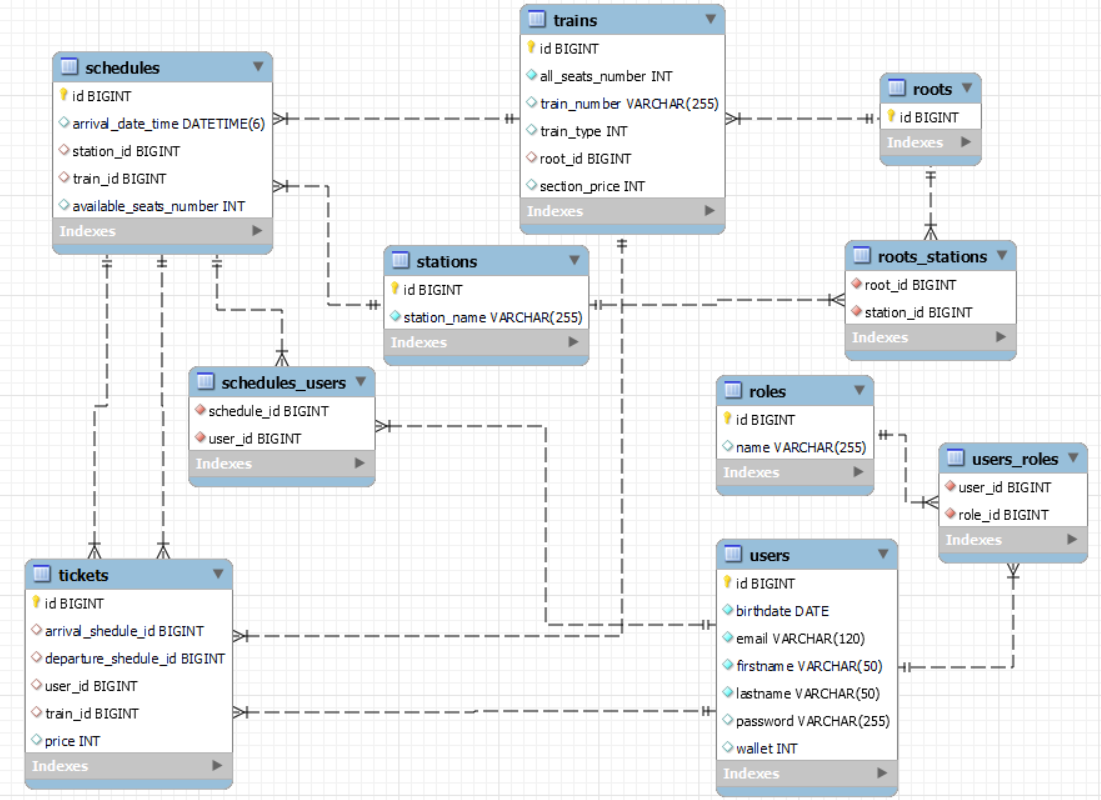 trains
id BIGINT
all_seats_number INT
train_number VARCHAR(255)
train_type INT
root_id BIGINT
section_price INT
Indexes
schedules
id BIGINT
arrival_date_time DATETIME(6)
station_id BIGINT
train_id BIGINT
available_seats_number INT
Indexes
roots
id BIGINT
Indexes
stations
id BIGINT
station_name VARCHAR(255)
Indexes
roots_stations
root_id BIGINT
station_id BIGINT
Indexes
schedules_users
schedule_id BIGINT
user_id BIGINT
Indexes
roles
id BIGINT
name VARCHAR(255)
Indexes
users_roles
user_id BIGINT
role_id BIGINT
Indexes
tickets
id BIGINT
arrival_shedule_id BIGINT
departure_shedule_id BIGINT
user_id BIGINT
train_id BIGINT
price INT
Indexes
users
id BIGINT
birthdate DATE
email VARCHAR(120)
firstname VARCHAR(50)
lastname VARCHAR(50)
password VARCHAR(255)
wallet INT
Indexes